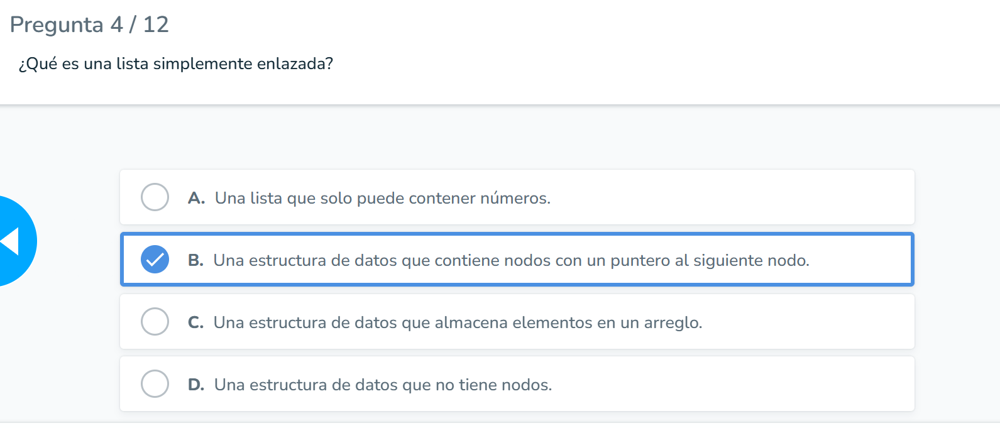 Pregunta 4 / 12
¿Qué es una lista simplemente enlazada?
A. Una lista que solo puede contener números.
B. Una estructura de datos que contiene nodos con un puntero al siguiente nodo.
C. Una estructura de datos que almacena elementos en un arreglo.
D. Una estructura de datos que no tiene nodos.